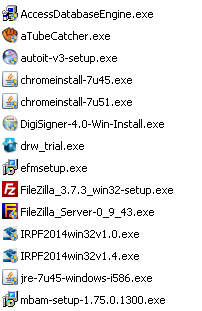 AccessDatabaseEngine.exe
aTubeCatcher.exe
autoit-v3-setup.exe
chromeinstall-7u45.exe
chromeinstall-7u51.exe
DigiSigner-4.0-Win-Install.exe
drw_trial.exe
efmsetup.exe
FileZilla_3.7.3_win32-setup.exe
FileZilla_Server-0_9_43.exe
IRPF2014win32v1.0.exe
IRPF2014win32v1.4.exe
jre-7u45-windows-i586.exe
mbam-setup-1.75.0.1300.exe